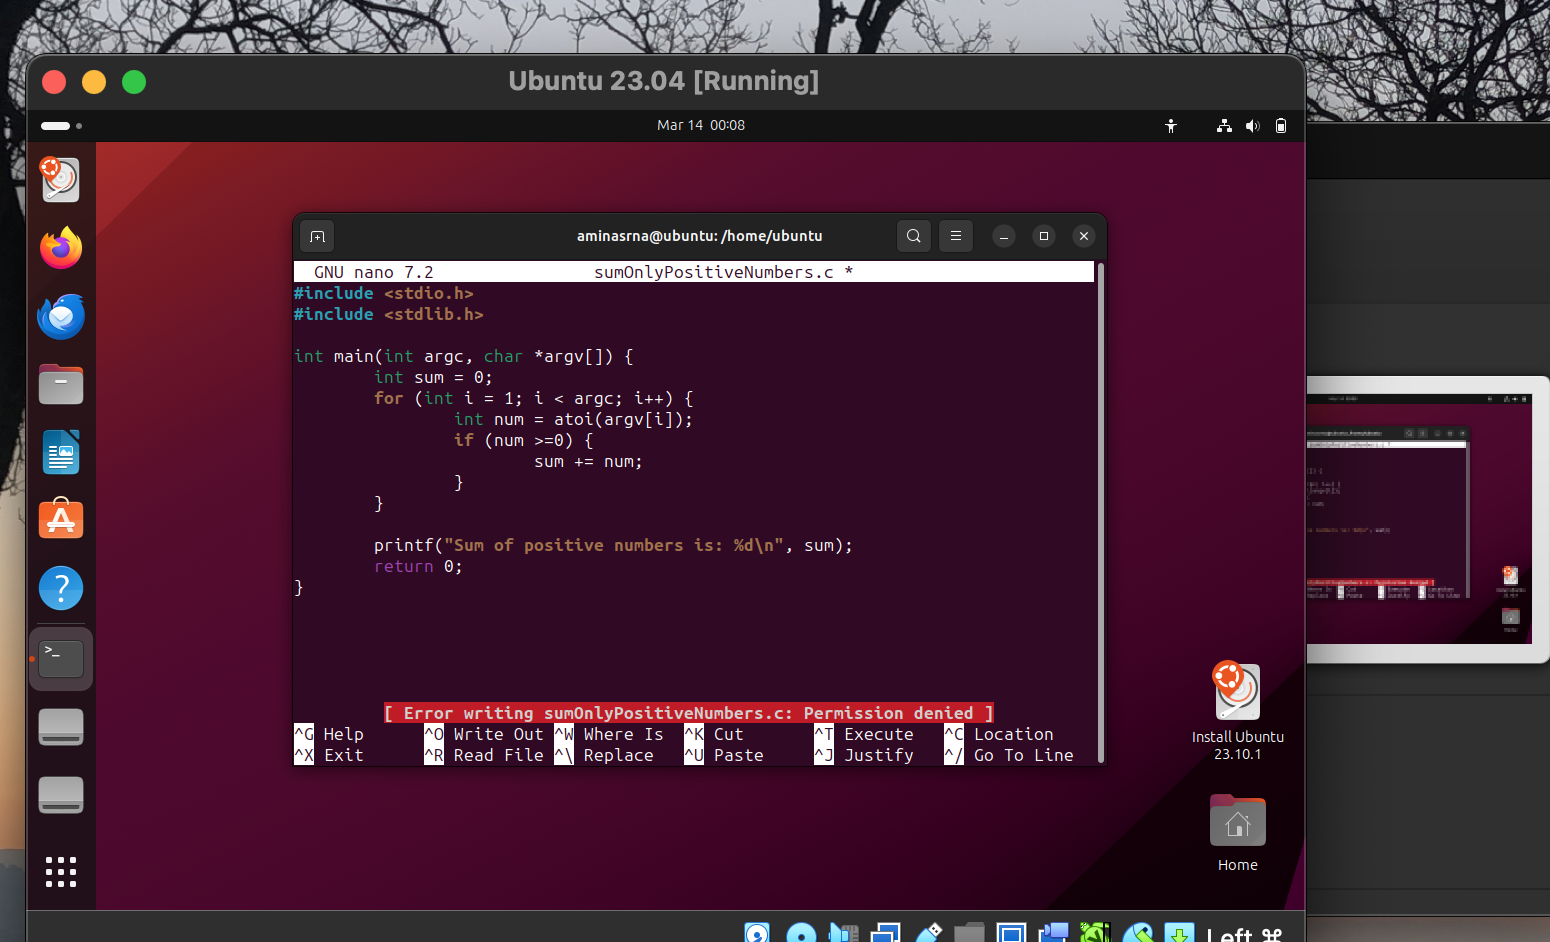 Ubuntu 23.04 [Running]
Mar 14 00:08
aminasrna@ubuntu: /home/ubuntu
GNU nano 7.2 sumOnlyPositiveNumbers.c *
#include <stdio.h>
#include <stdlib.h>
int main(int argc, char *argv[]) {
int sum = 0;
for (int i = 1; i < argc; i++) {
int num = atoi(argv[i]);
if (num >=0) {
sum += num;
}
}
printf("Sum of positive numbers is: %d\n", sum);
return 0;
}
[ Error writing sumOnlyPositiveNumbers.c: Permission denied ]
^G Help ^O Write Out ^W Where Is ^K Cut ^T Execute ^C Location
^X Exit ^R Read File ^\ Replace ^U Paste ^J Justify ^/ Go To Line
Install Ubuntu
23.10.1
Home
Left ⌘